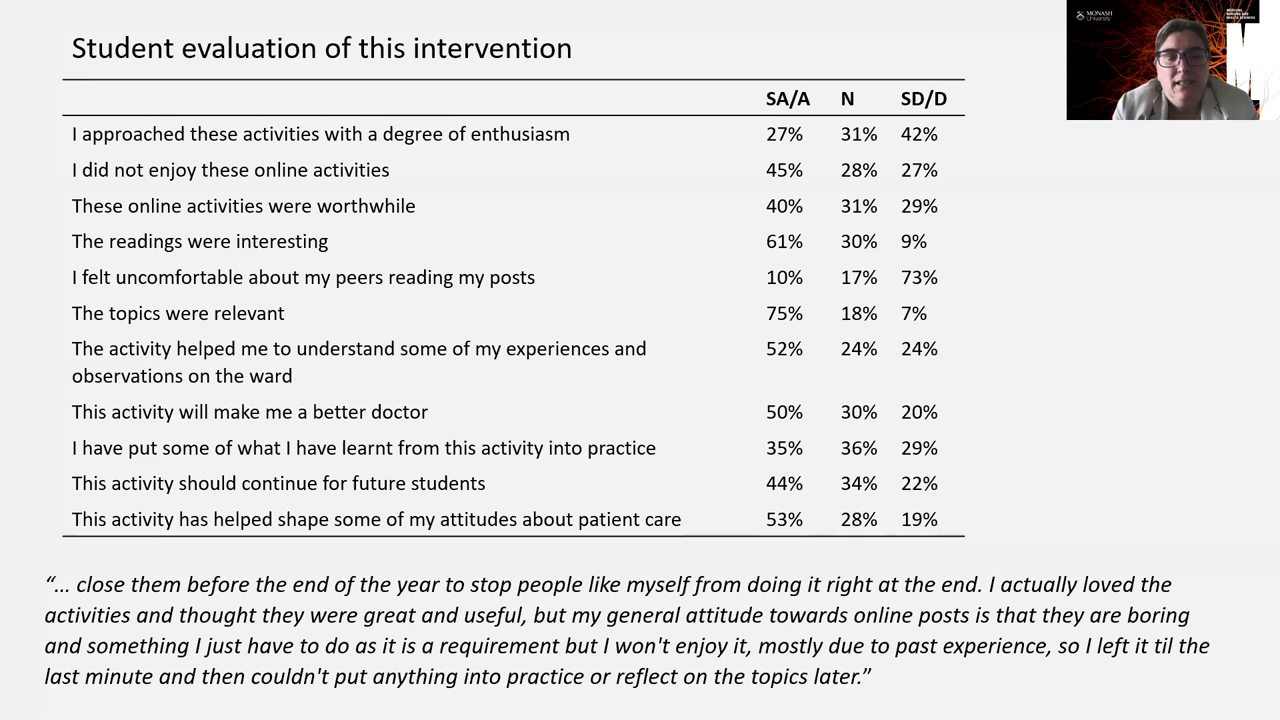 Student evaluation of this intervention
SA/A N SD/D
I approached these activities with a degree of enthusiasm 27% 31% 42%
I did not enjoy these online activities 45% 28% 27%
These online activities were worthwhile 40% 31% 29%
The readings were interesting 61% 30% 9%
I felt uncomfortable about my peers reading my posts 10% 17% 73%
The topics were relevant 75% 18% 7%
The activity helped me to understand some of my experiences and 52% 24% 24%
observations on the ward
This activity will make me a better doctor 50% 30% 20%
I have put some of what I have learnt from this activity into practice 35% 36% 29%
This activity should continue for future students 44% 34% 22%
This activity has helped shape some of my attitudes about patient care 53% 28% 19%
“... close them before the end of the year to stop people like myself from doing it right at the end. I actually loved the
activities and thought they were great and useful, but my general attitude towards online posts is that they are boring
and something I just have to do as it is a requirement but I won't enjoy it, mostly due to past experience, so I left it til the
last minute and then couldn't put anything into practice or reflect on the topics later.”
MONASH
University
MEDICINE,
NURSING AND
HEALTH SCIENCES
M